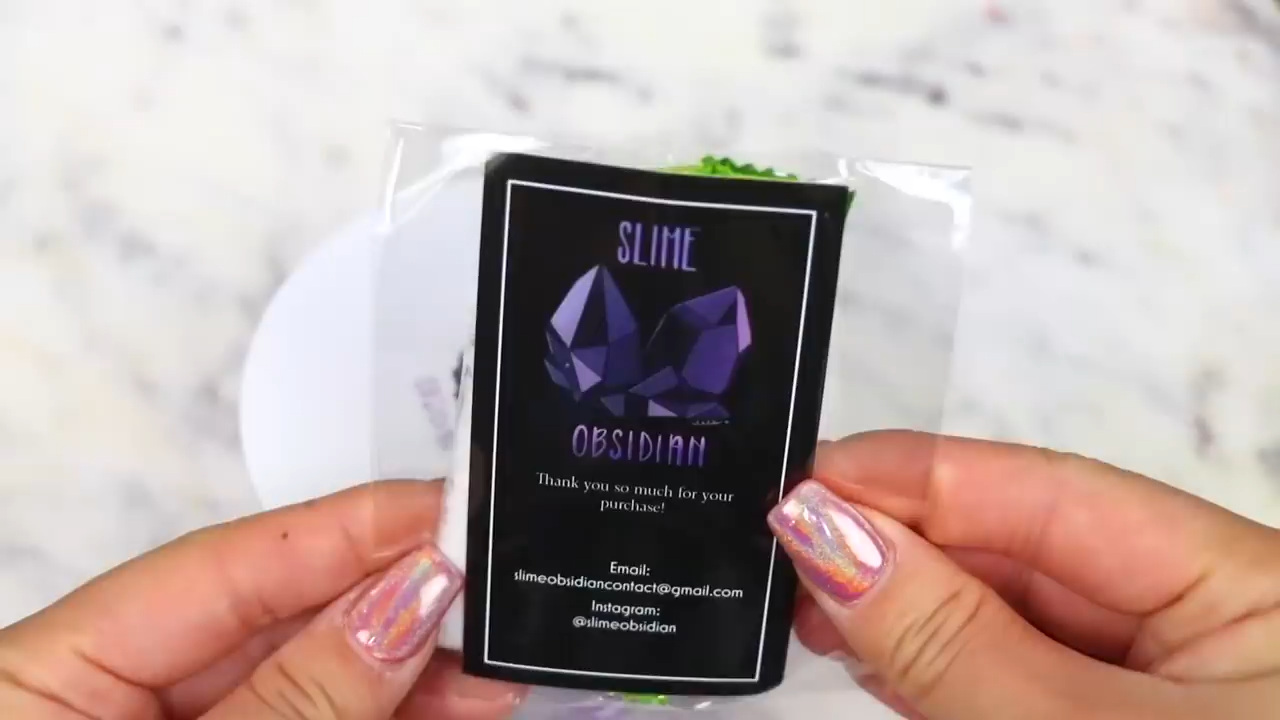 SLIME
OBSIDIAN
Thank you so much for your
purchase!
Email:
slimeobsidiancontact@gmail.com
Instagram:
@slimeobsidian